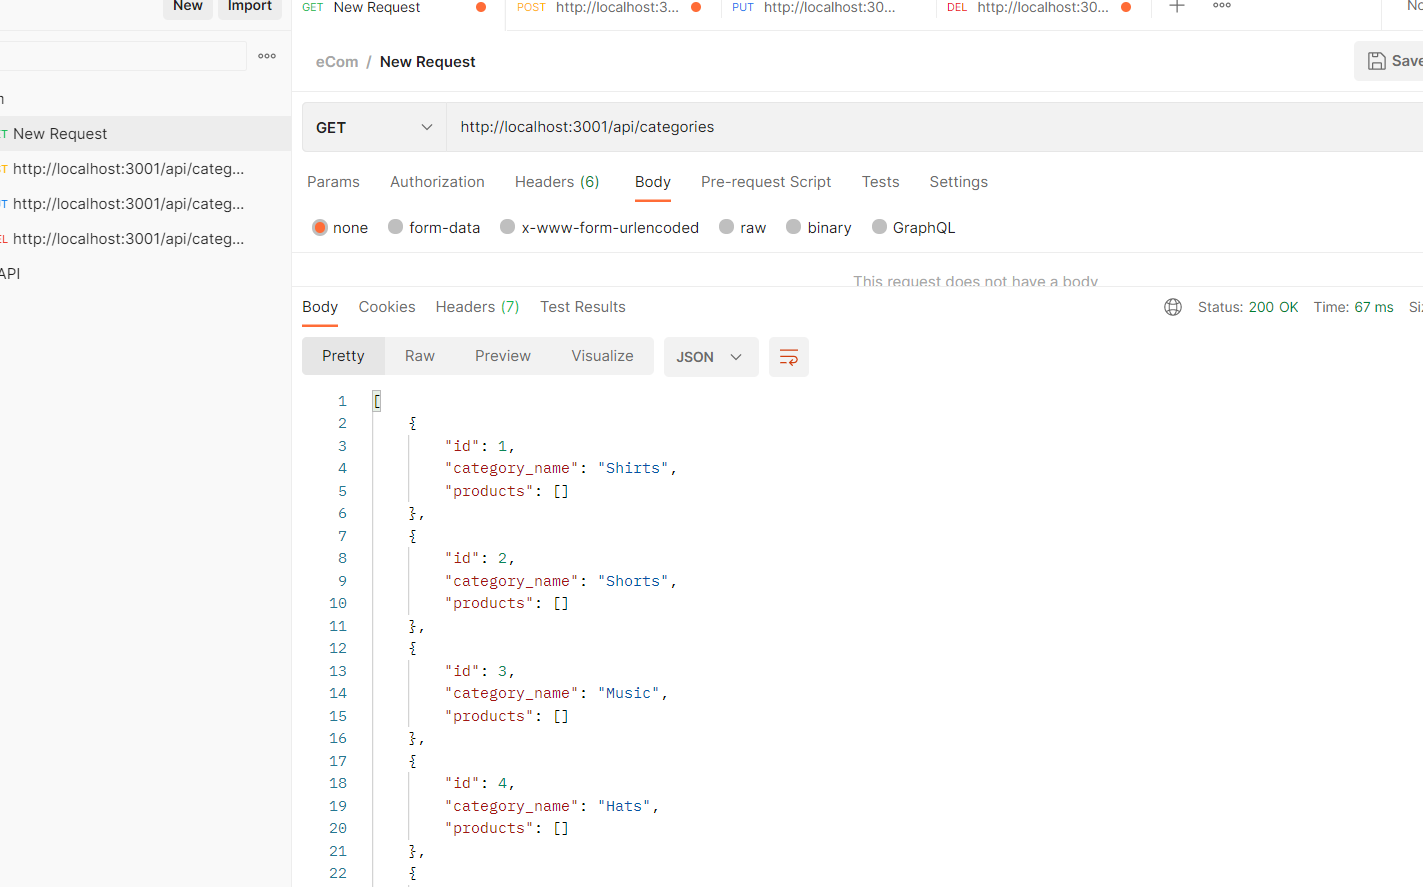 New Import
GET New Request POST http://localhost:3... PUT http://localhost:30... DEL http://localhost:30...
eCom / New Request
Save
New Request
http://localhost:3001/api/categ...
http://localhost:3001/api/categ...
http://localhost:3001/api/categ...
API
GET http://localhost:3001/api/categories
Params Authorization Headers (6) Body Pre-request Script Tests Settings
none form-data x-www-form-urlencoded raw binary GraphQL
This request does not have a body
Body Cookies Headers (7) Test Results Status: 200 OK Time: 67 ms
Pretty Raw Preview Visualize JSON
1 [
2 {
3 "id": 1,
4 "category_name": "Shirts",
5 "products": []
6 },
7 {
8 "id": 2,
9 "category_name": "Shorts",
10 "products": []
11 },
12 {
13 "id": 3,
14 "category_name": "Music",
15 "products": []
16 },
17 {
18 "id": 4,
19 "category_name": "Hats",
20 "products": []
21 },
22 {